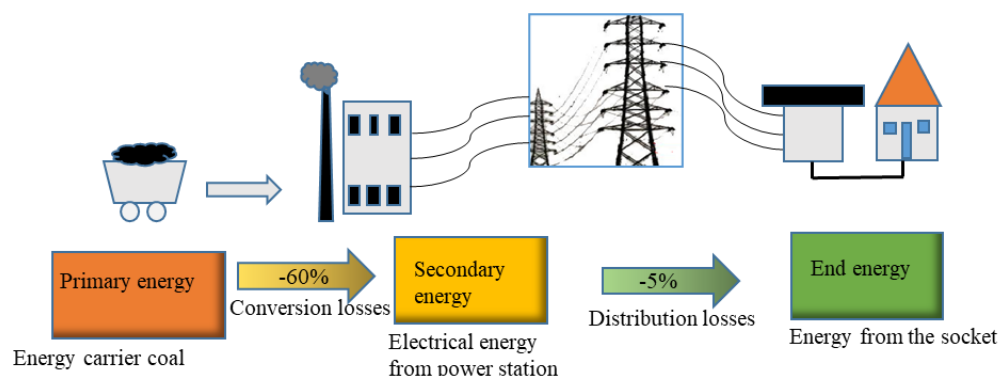 Primary energy
-60%
Conversion losses
Secondary
energy
-5%
Distribution losses
End energy
Energy carrier coal
Electrical energy
from power station
Energy from the socket